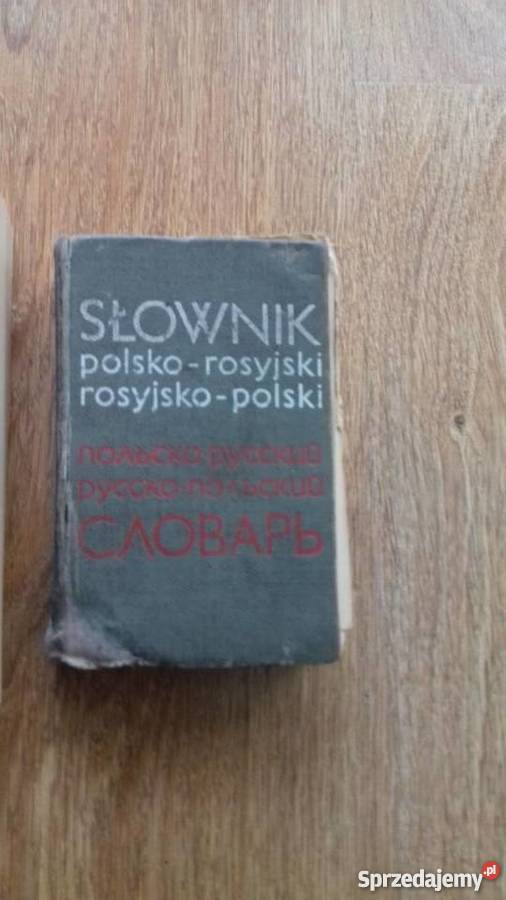 SŁOWNIK
polsko-rosyjski
rosyjsko-polski
польско-русский
русско-польский
СЛОВАРЬ
Sprzedajemy.pl